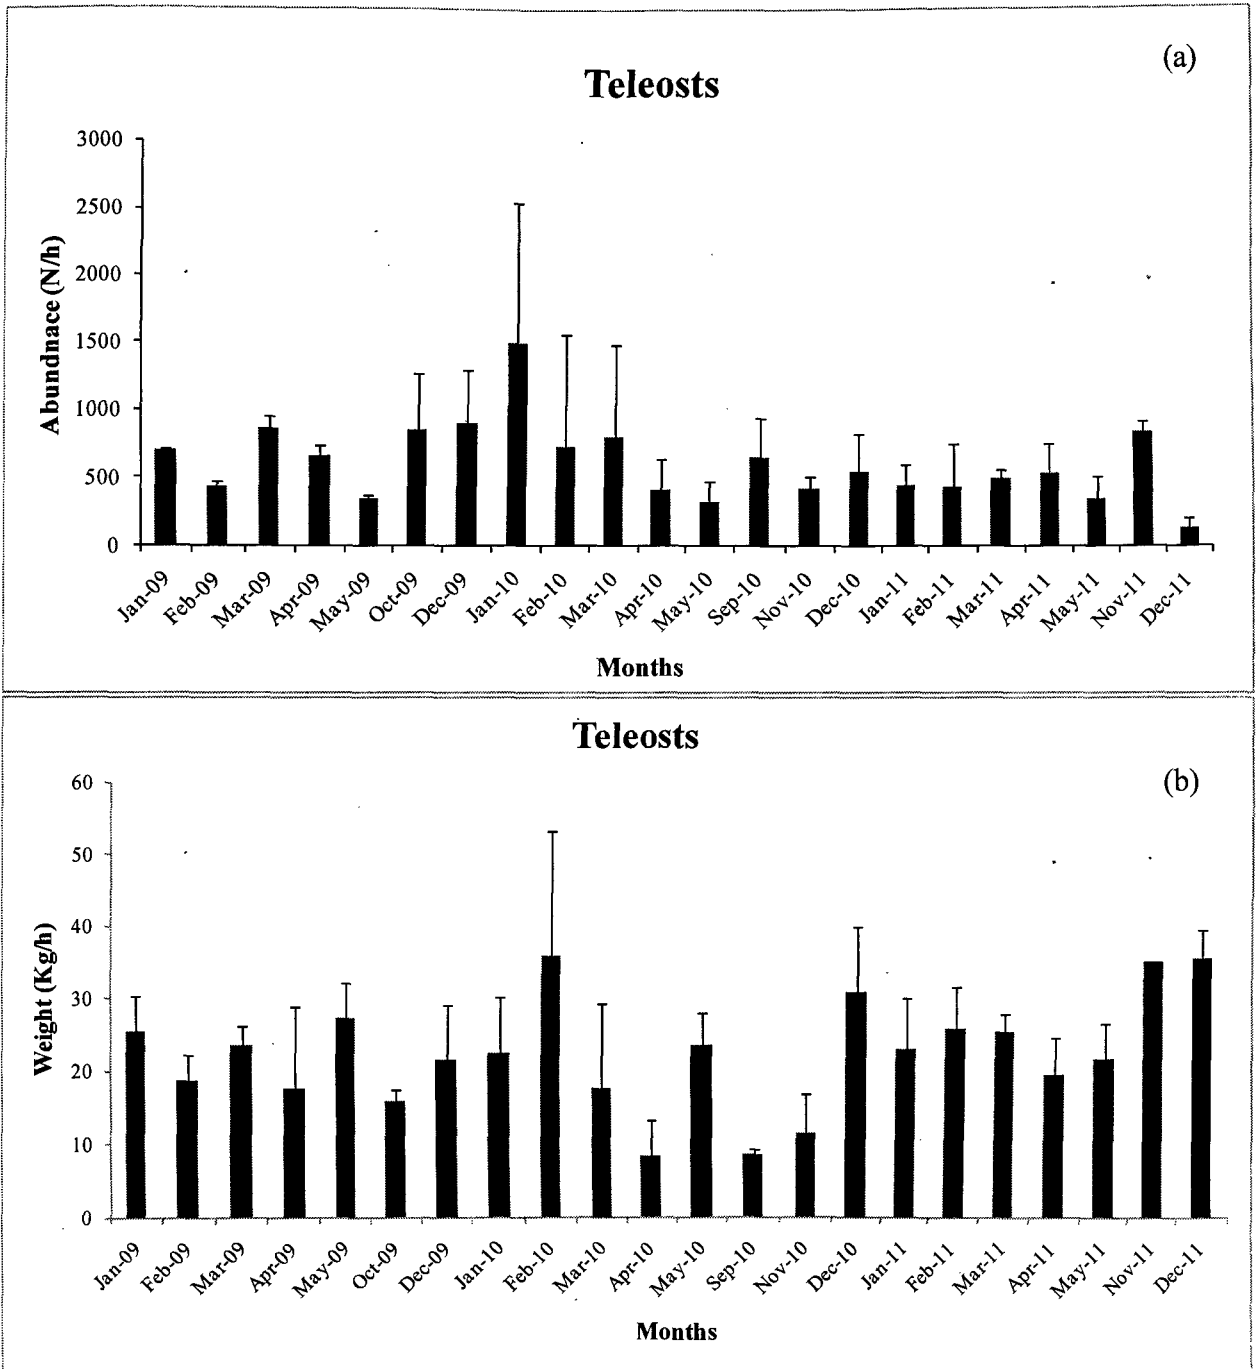 (a)
Teleosts
3000
2500
2000
1500
1000
500
0
Abundnace (N/h)
Jan-09
Feb-09
Mar-09
Apr-09
May-09
Oct-09
Dec-09
Jan-10
Feb-10
Mar-10
Apr-10
May-10
Sep-10
Nov-10
Dec-10
Jan-11
Feb-11
Mar-11
Apr-11
May-11
Nov-11
Dec-11
Months
Teleosts
(b)
60
50
40
30
20
10
0
Weight (Kg/h)
Jan-09
Feb-09
Mar-09
Apr-09
May-09
Oct-09
Dec-09
Jan-10
Feb-10
Mar-10
Apr-10
May-10
Sep-10
Nov-10
Dec-10
Jan-11
Feb-11
Mar-11
Apr-11
May-11
Nov-11
Dec-11
Months